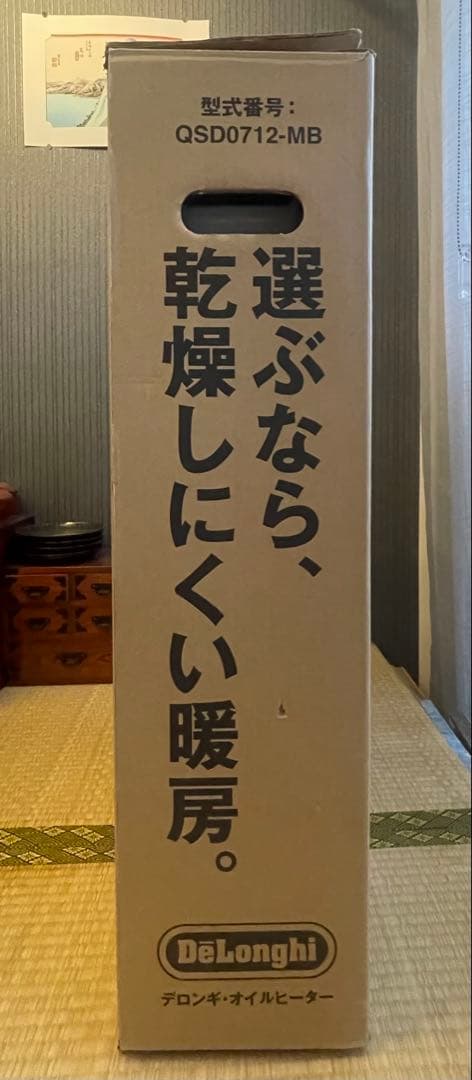 型式番号：
QSD0712-MB
選ぶなら、
乾燥しにくい暖房。
DēLonghi
デロンギ・オイルヒーター